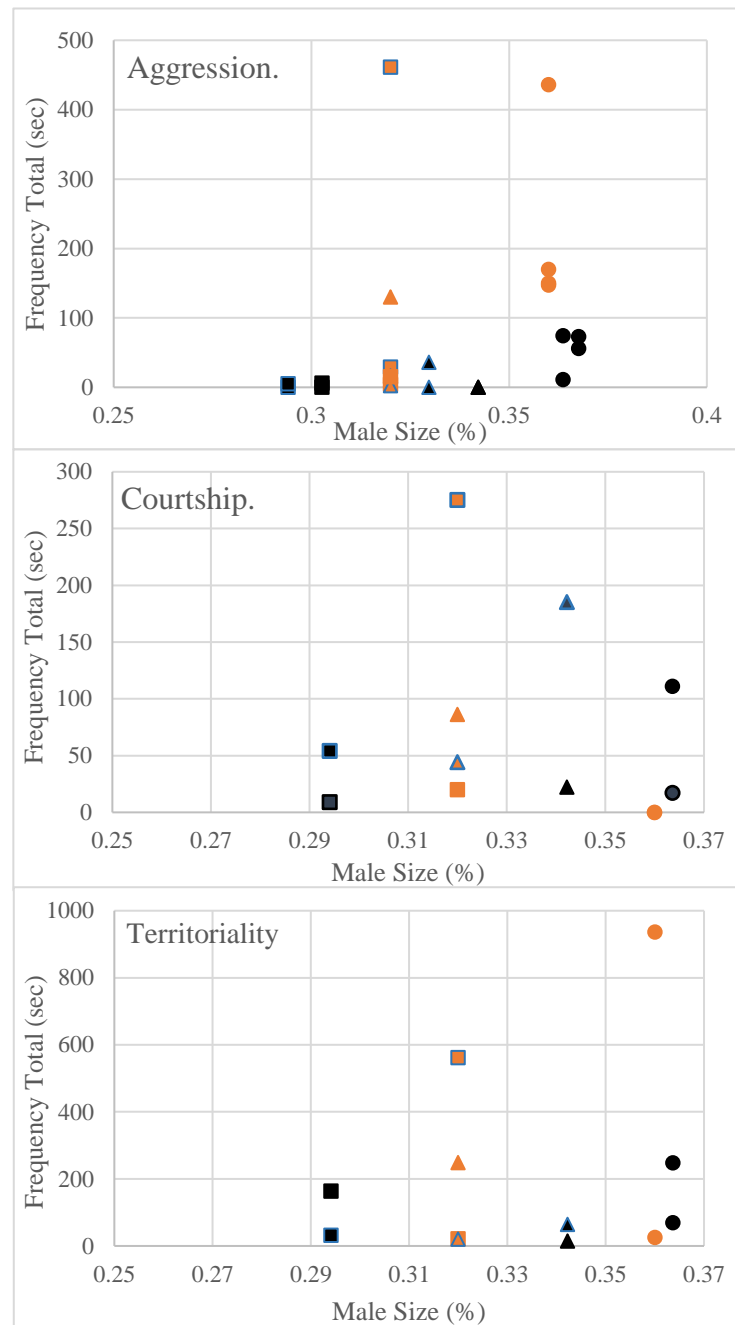 Aggression.
Frequency Total (sec)
500
400
300
200
100
0
0.25 0.3 0.35 0.4
Male Size (%)
Courtship.
Frequency Total (sec)
300
250
200
150
100
50
0
0.25 0.27 0.29 0.31 0.33 0.35 0.37
Male Size (%)
Territoriality
Frequency Total (sec)
1000
800
600
400
200
0
0.25 0.27 0.29 0.31 0.33 0.35 0.37
Male Size (%)